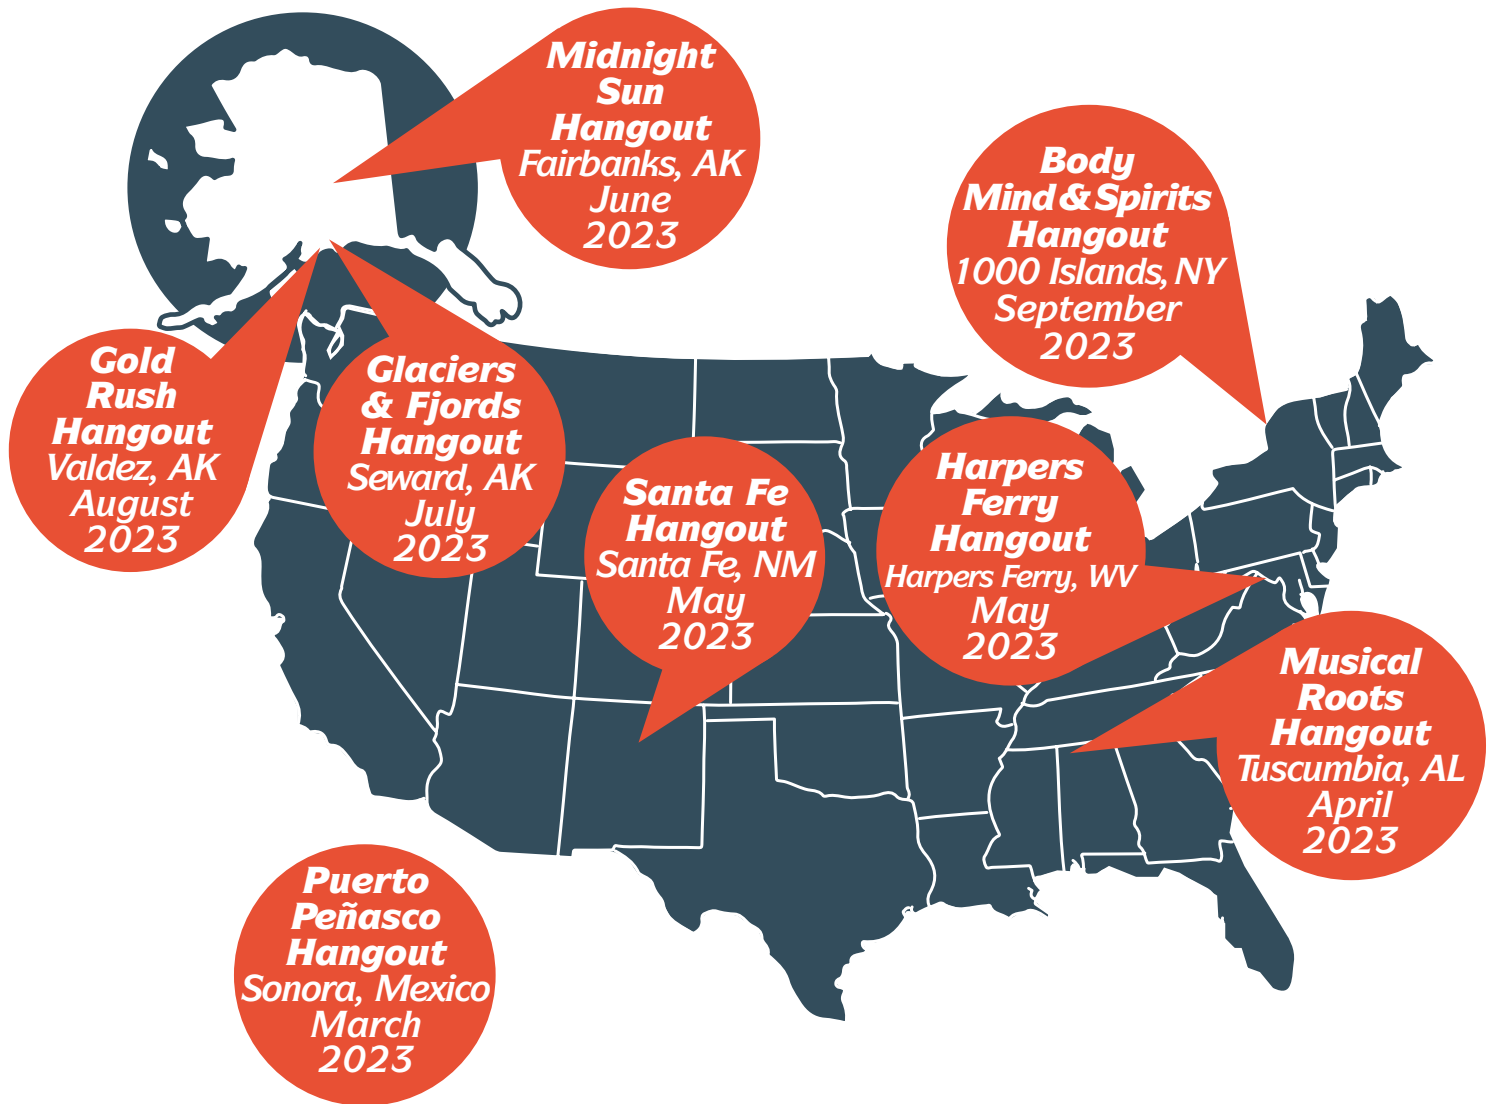 Midnight
Sun
Hangout
Fairbanks, AK
June
2023
Body
Mind & Spirits
Hangout
1000 Islands, NY
September
2023
Gold
Rush
Hangout
Valdez, AK
August
2023
Glaciers
& Fjords
Hangout
Seward, AK
July
2023
Santa Fe
Hangout
Santa Fe, NM
May
2023
Harpers
Ferry
Hangout
Harpers Ferry, WV
May
2023
Musical
Roots
Hangout
Tuscumbia, AL
April
2023
Puerto
Peñasco
Hangout
Sonora, Mexico
March
2023